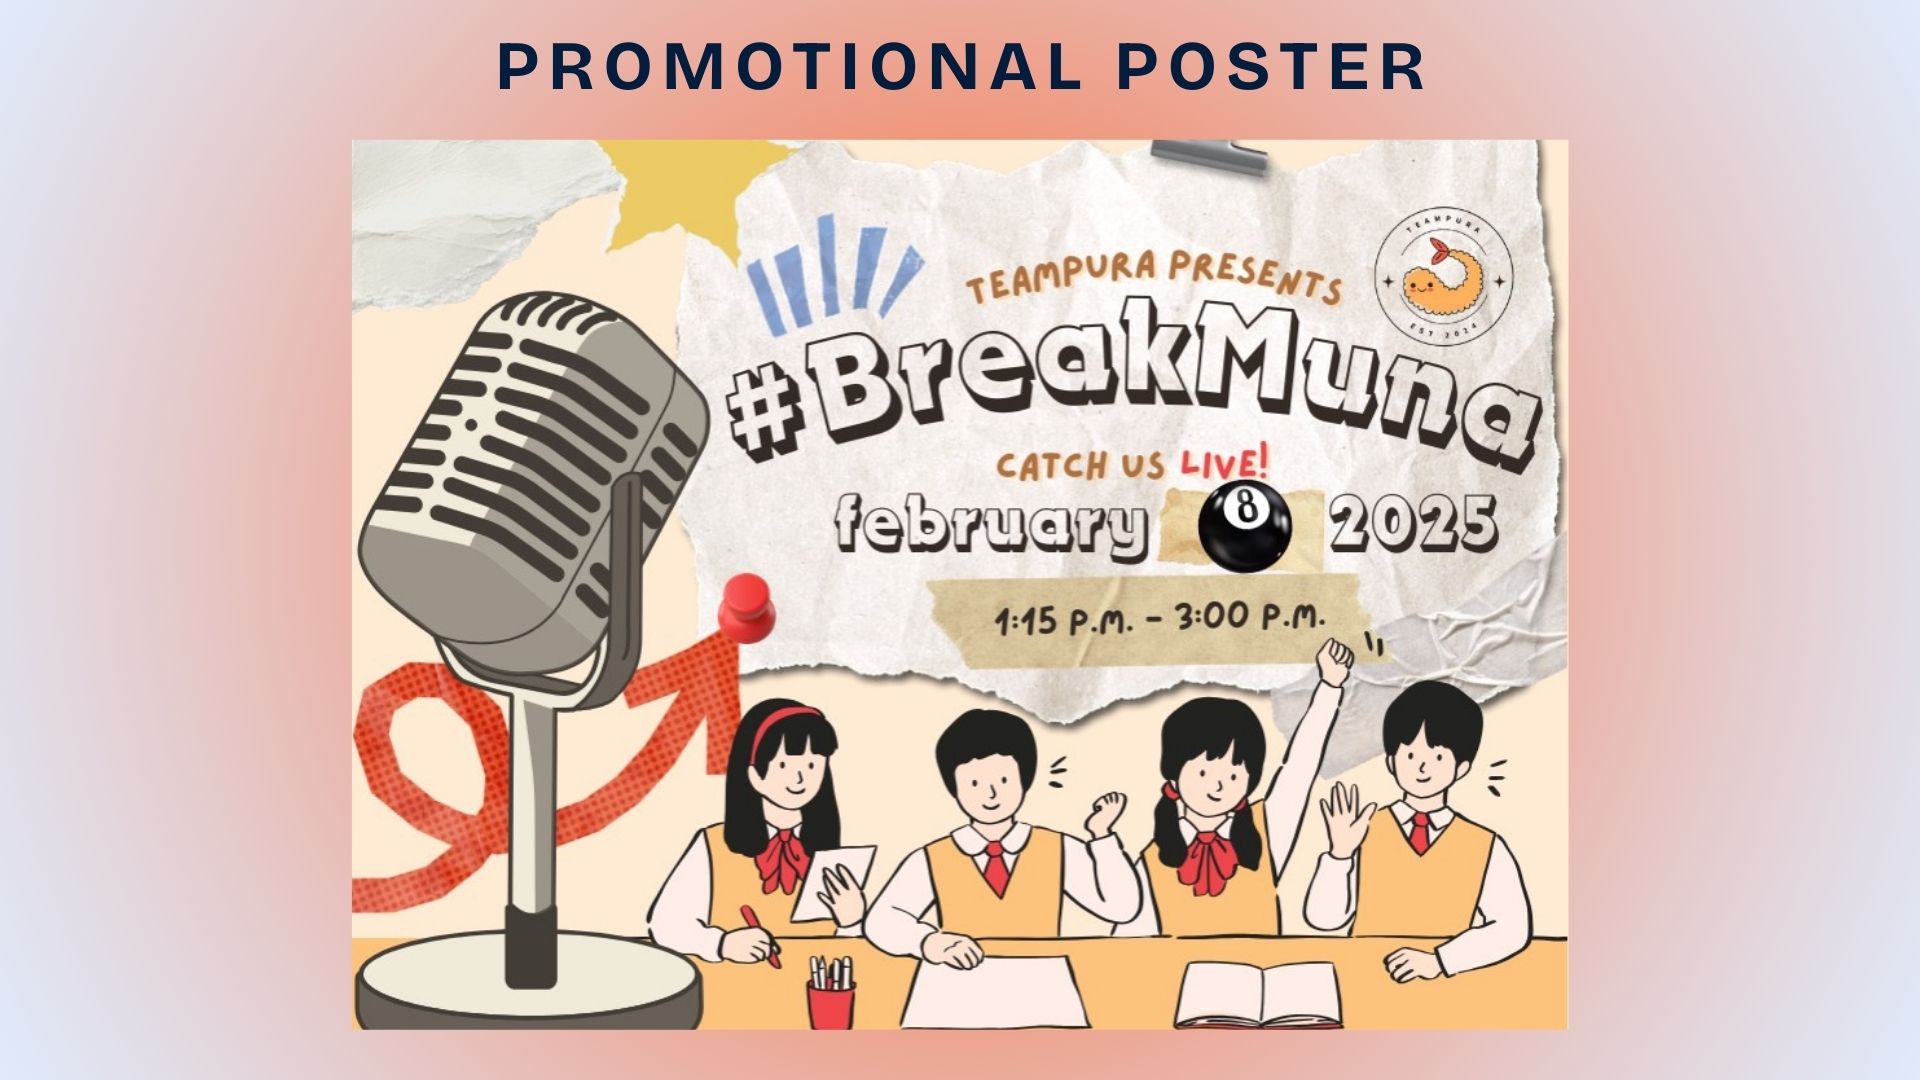 PROMOTIONAL POSTER
TEAMPURA PRESENTS
TEAMPURA
EST 2024
#BreakMuna
CATCH US LIVE!
february 8 2025
1:15 P.M. - 3:00 P.M.